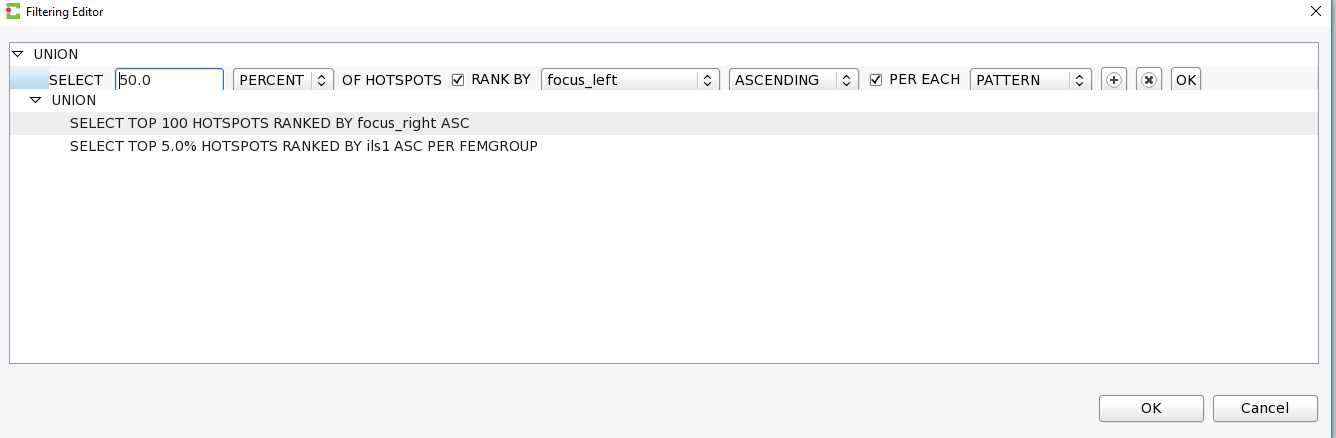 Filtering Editor
UNION
SELECT 50.0 PERCENT OF HOTSPOTS RANK BY focus_left ASCENDING PER EACH PATTERN OK
UNION
SELECT TOP 100 HOTSPOTS RANKED BY focus_right ASC
SELECT TOP 5.0% HOTSPOTS RANKED BY ils1 ASC PER FEMGROUP
OK Cancel